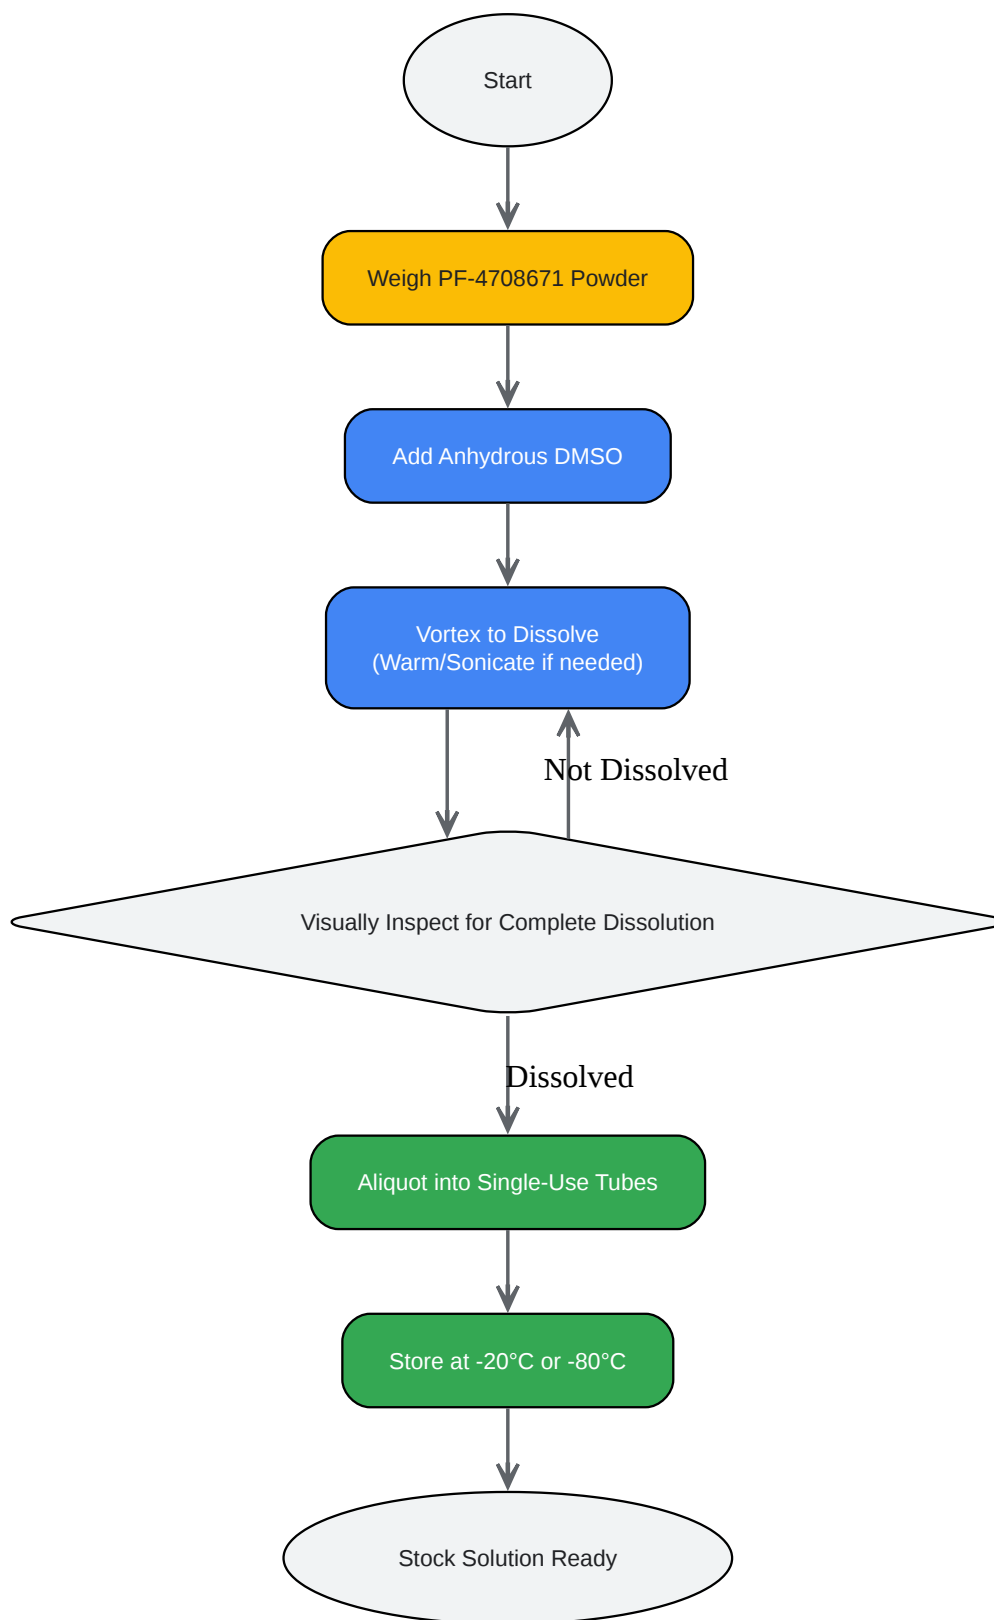 Start
Weigh PF-4708671 Powder
Add Anhydrous DMSO
Vortex to Dissolve
(Warm/Sonicate if needed)
Not Dissolved
Visually Inspect for Complete Dissolution
Dissolved
Aliquot into Single-Use Tubes
Store at -20°C or -80°C
Stock Solution Ready